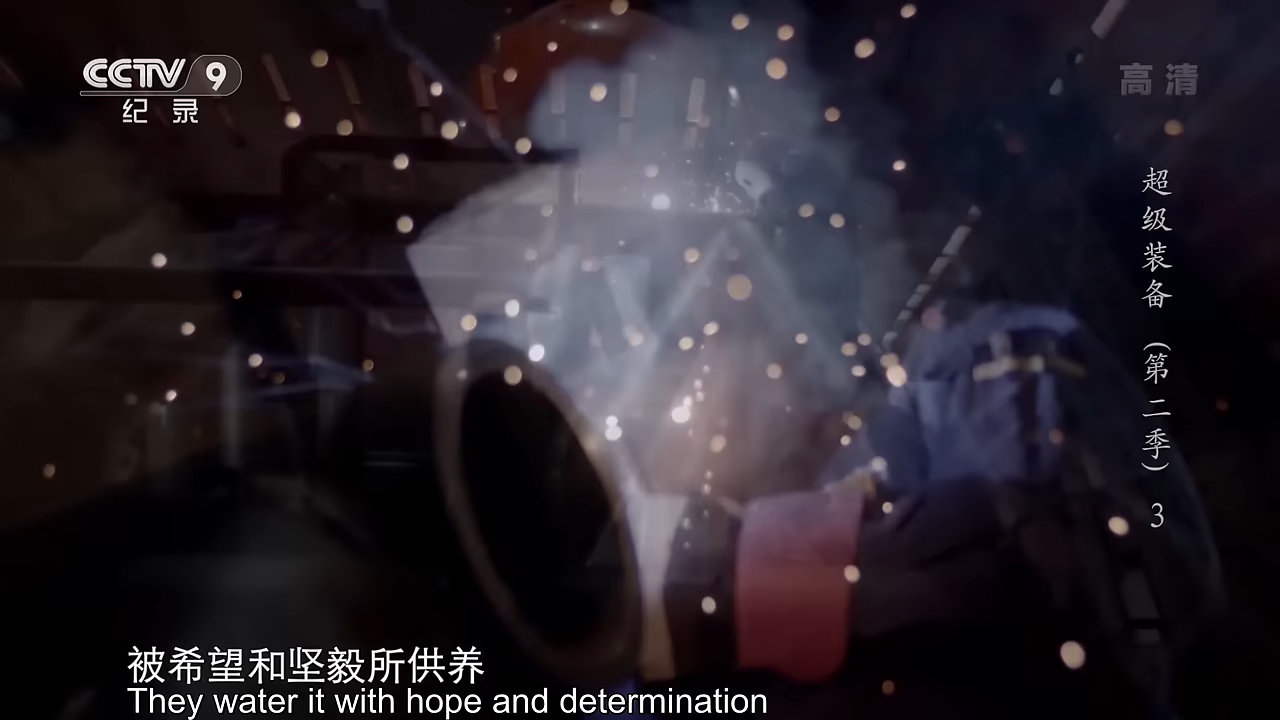 CCTV 9
纪录
高清
超级装备（第二季）3
被希望和坚毅所供养
They water it with hope and determination